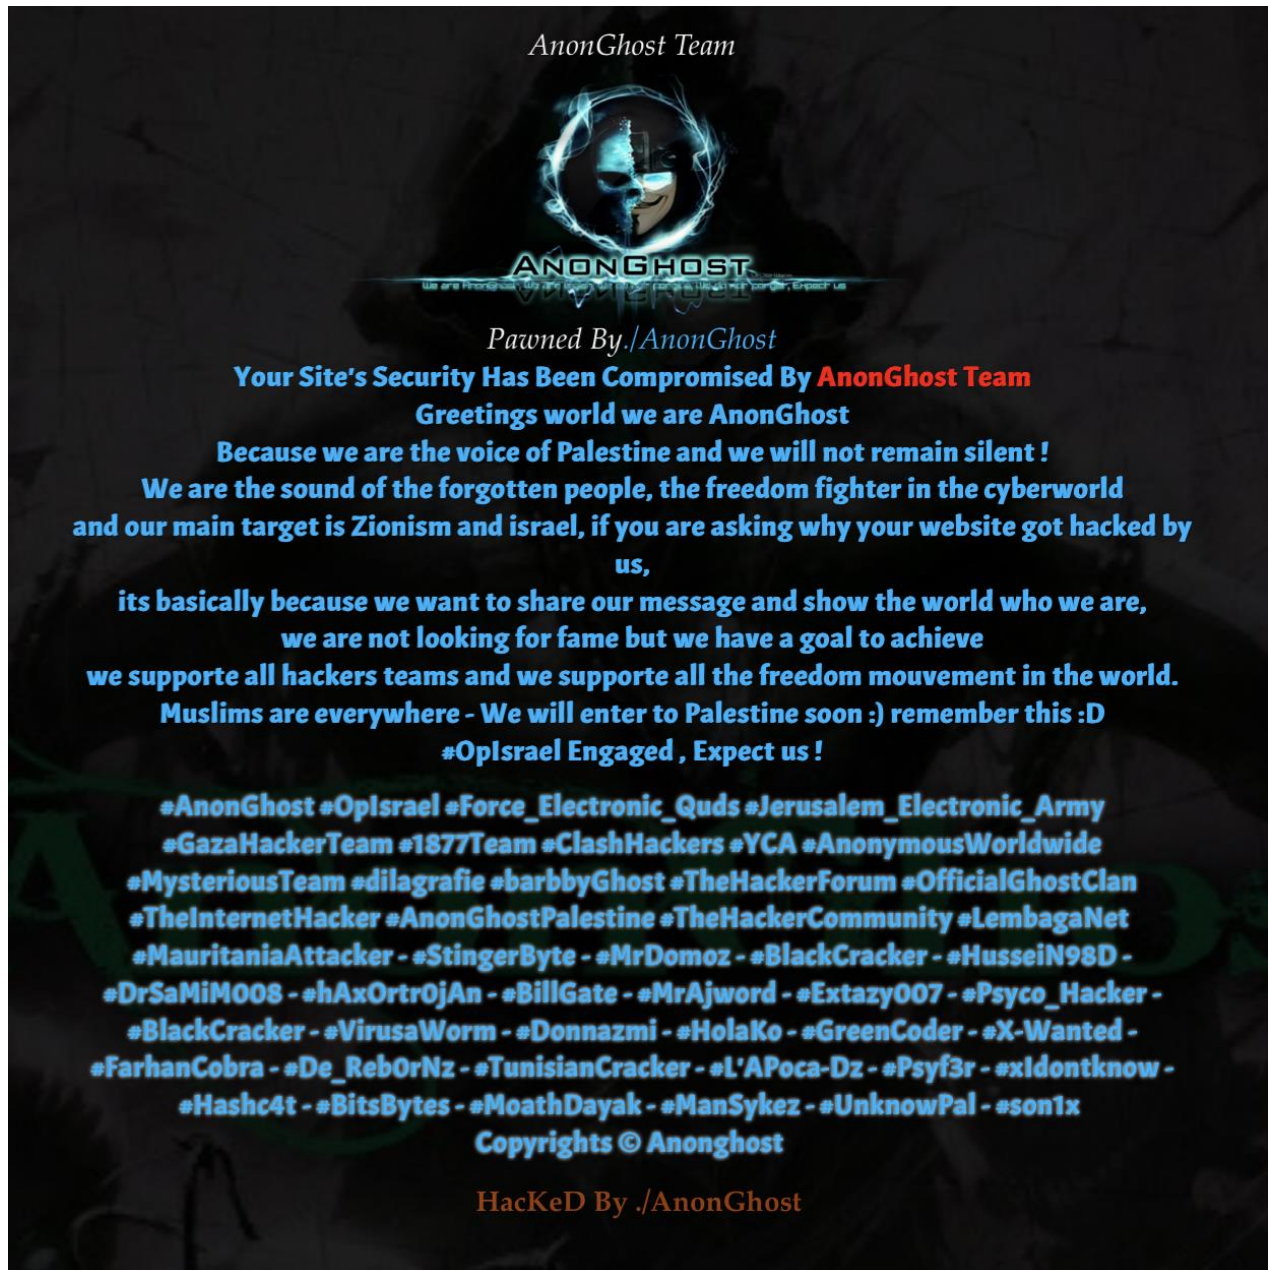 AnonGhost Team
ANONGHOST
We are AnonGhost, We are
Expect us
Pawned By./AnonGhost
Your Site's Security Has Been Compromised By AnonGhost Team
Greetings world we are AnonGhost
Because we are the voice of Palestine and we will not remain silent !
We are the sound of the forgotten people, the freedom fighter in the cyberworld
and our main target is Zionism and israel, if you are asking why your website got hacked by
us,
its basically because we want to share our message and show the world who we are,
we are not looking for fame but we have a goal to achieve
we supporte all hackers teams and we supporte all the freedom mouvement in the world.
Muslims are everywhere - We will enter to Palestine soon :) remember this :D
#OpIsrael Engaged , Expect us !
#AnonGhost #OpIsrael #Force_Electronic_Quds #Jerusalem_Electronic_Army
#GazaHackerTeam #1877Team #ClashHackers #YCA #AnonymousWorldwide
#MysteriousTeam #dilagrafie #barbbyGhost #TheHackerForum #OfficialGhostClan
#TheInternetHacker #AnonGhostPalestine #TheHackerCommunity #LembagaNet
#MauritaniaAttacker - #StingerByte - #MrDomoz - #BlackCracker - #HusseiN98D -
#DrSaMiM008 - #hAxOrtr0jAn - #BillGate - #MrAjword - #Extazy007 - #Psyco_Hacker -
#BlackCracker - #VirusaWorm - #Donnazmi - #HolaKo - #GreenCoder - #X-Wanted -
#FarhanCobra - #De_Reb0rNz - #TunisianCracker - #L'APoca-Dz - #Psyf3r - #xIdontknow -
#Hashc4t - #BitsBytes - #MoathDayak - #ManSykez - #UnknowPal - #son1x
Copyrights © Anonghost
HacKeD By ./AnonGhost